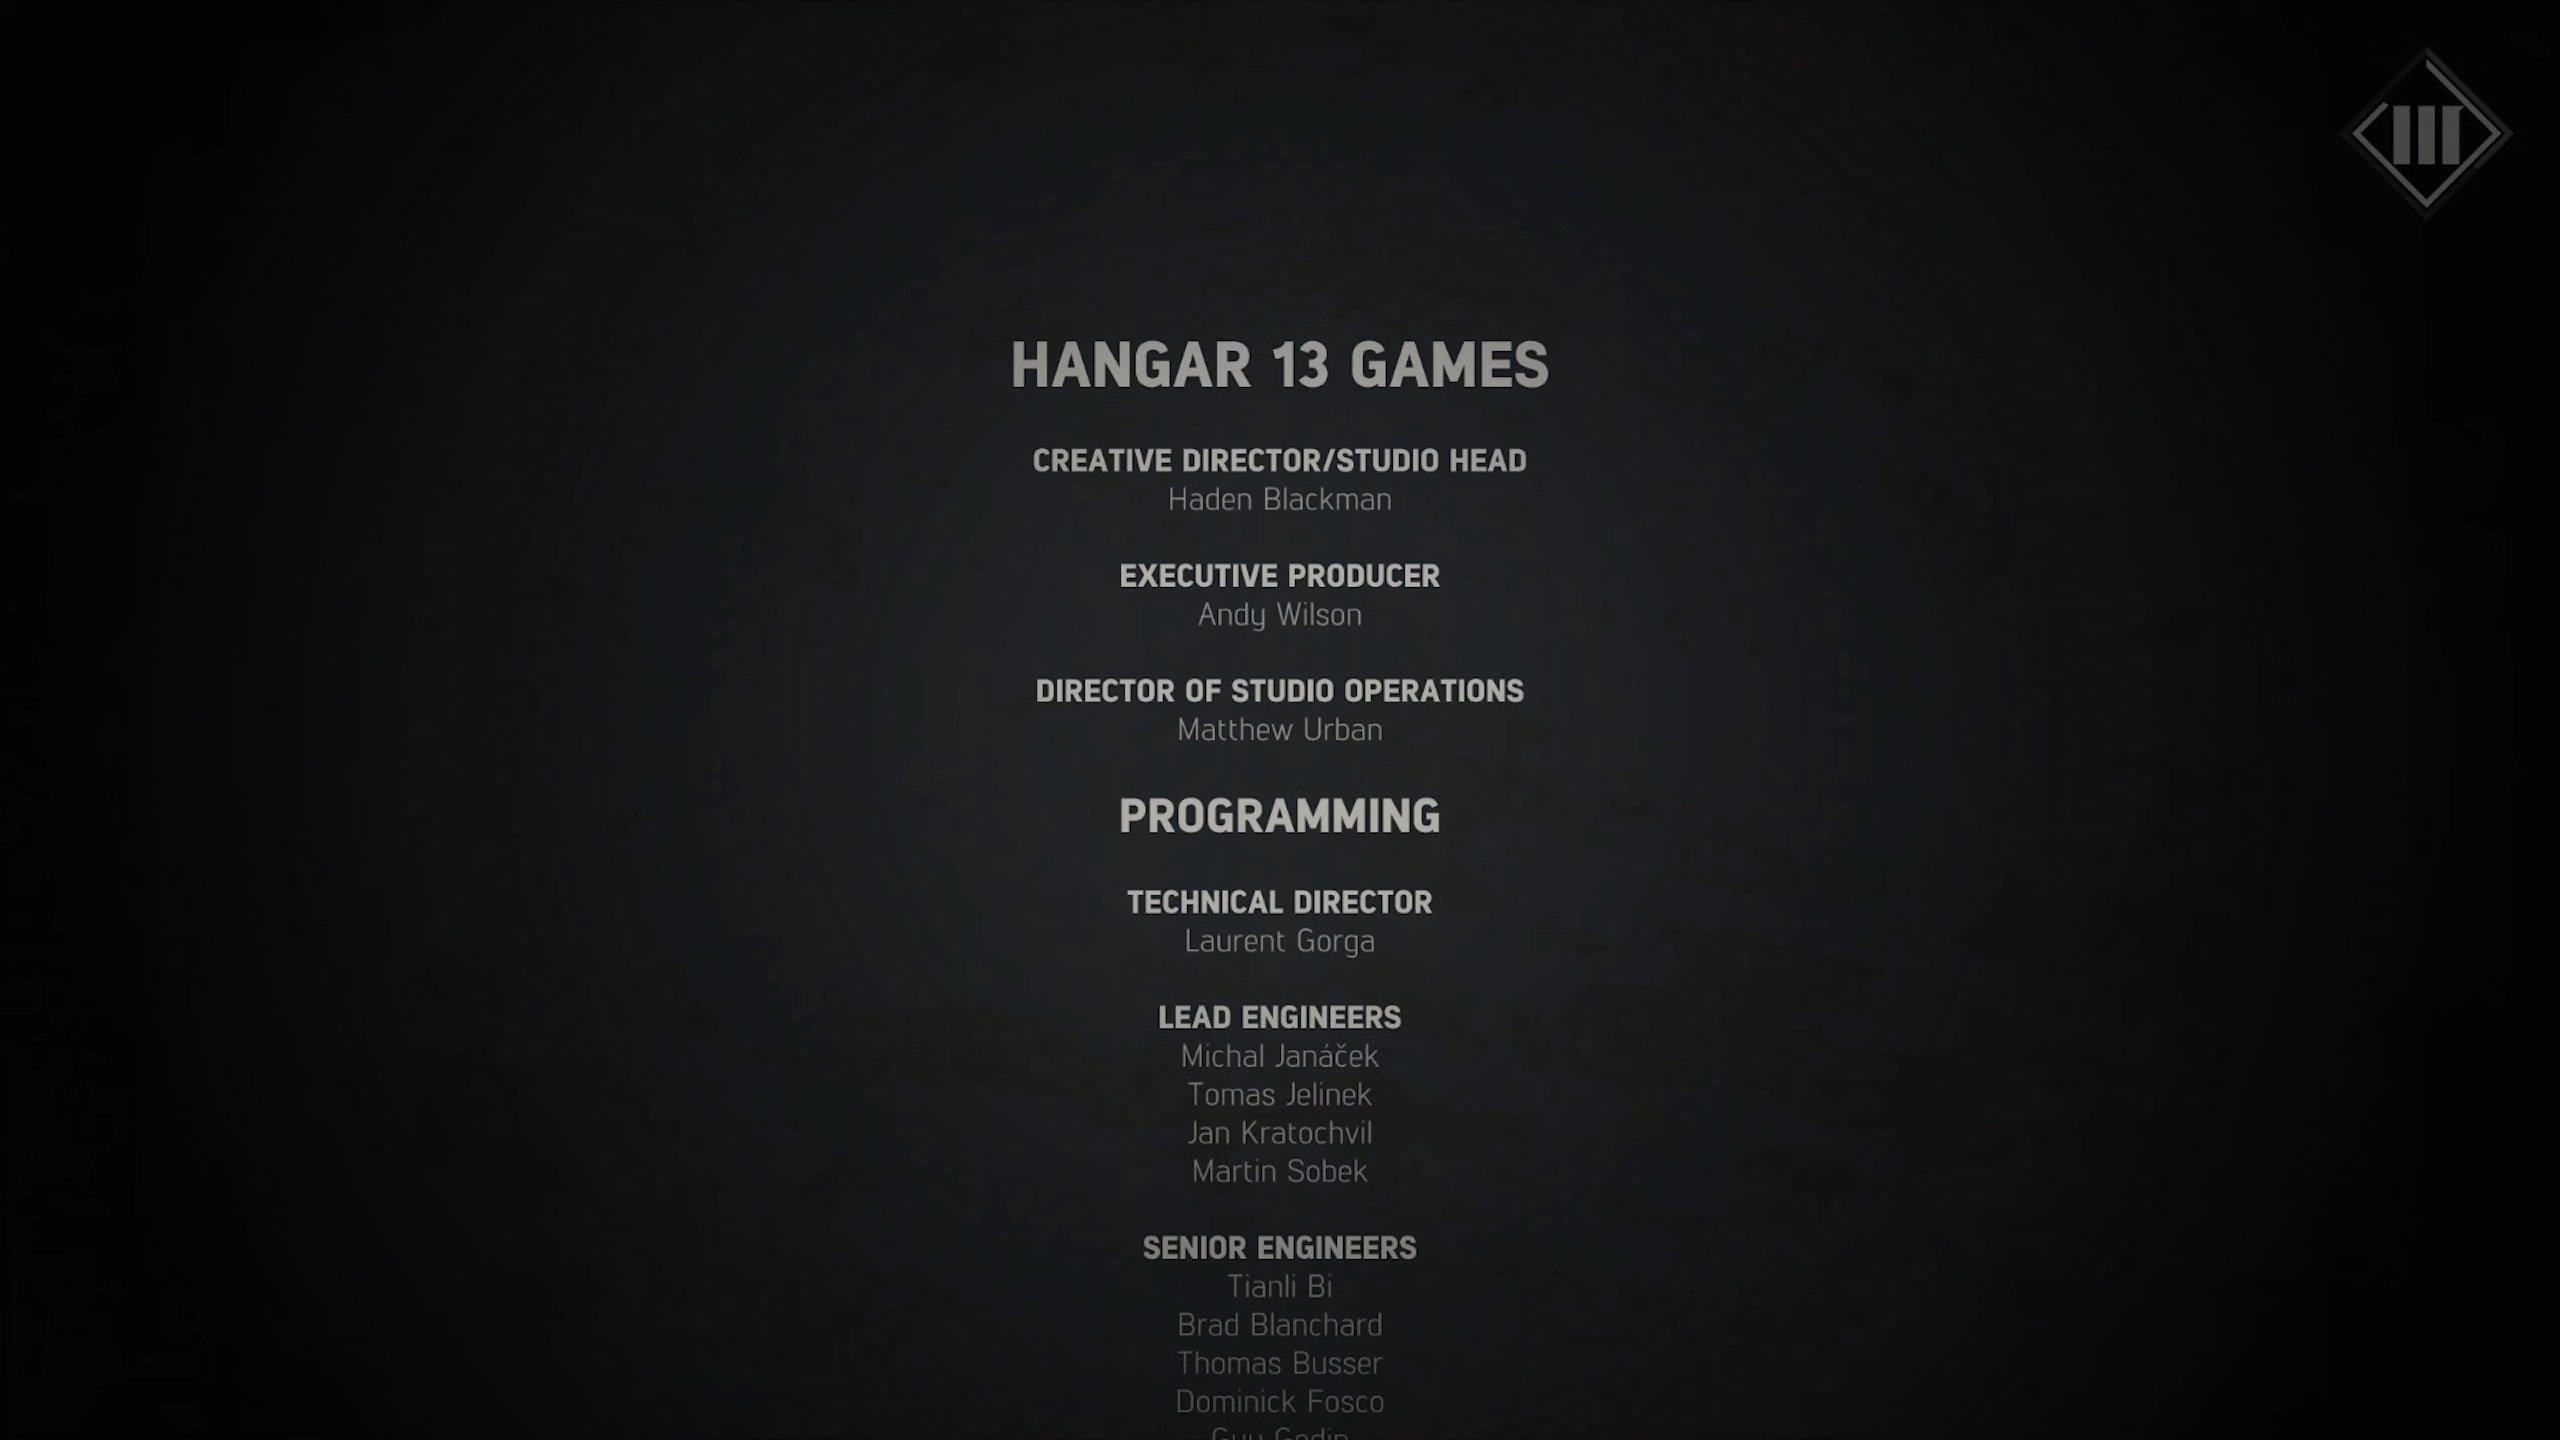 III
HANGAR 13 GAMES
CREATIVE DIRECTOR/STUDIO HEAD
Haden Blackman
EXECUTIVE PRODUCER
Andy Wilson
DIRECTOR OF STUDIO OPERATIONS
Matthew Urban
PROGRAMMING
TECHNICAL DIRECTOR
Laurent Gorga
LEAD ENGINEERS
Michal Janáček
Tomas Jelinek
Jan Kratochvil
Martin Sobek
SENIOR ENGINEERS
Tianli Bi
Brad Blanchard
Thomas Busser
Dominick Fosco